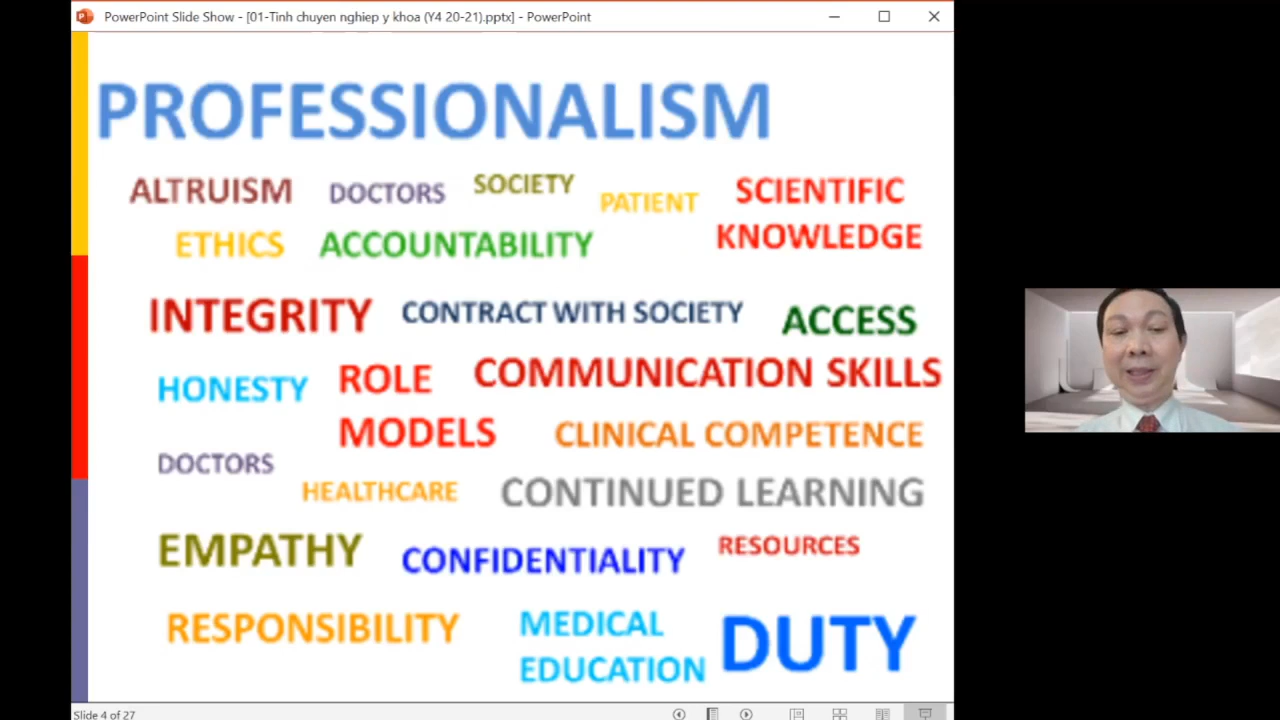 PowerPoint Slide Show - [01-Tinh chuyen nghiep y khoa (Y4 20-21).pptx] - PowerPoint
PROFESSIONALISM
ALTRUISM DOCTORS SOCIETY PATIENT SCIENTIFIC
ETHICS ACCOUNTABILITY KNOWLEDGE
INTEGRITY CONTRACT WITH SOCIETY ACCESS
HONESTY ROLE COMMUNICATION SKILLS
MODELS CLINICAL COMPETENCE
DOCTORS
HEALTHCARE CONTINUED LEARNING
EMPATHY CONFIDENTIALITY RESOURCES
RESPONSIBILITY MEDICAL DUTY
EDUCATION
Slide 4 of 27